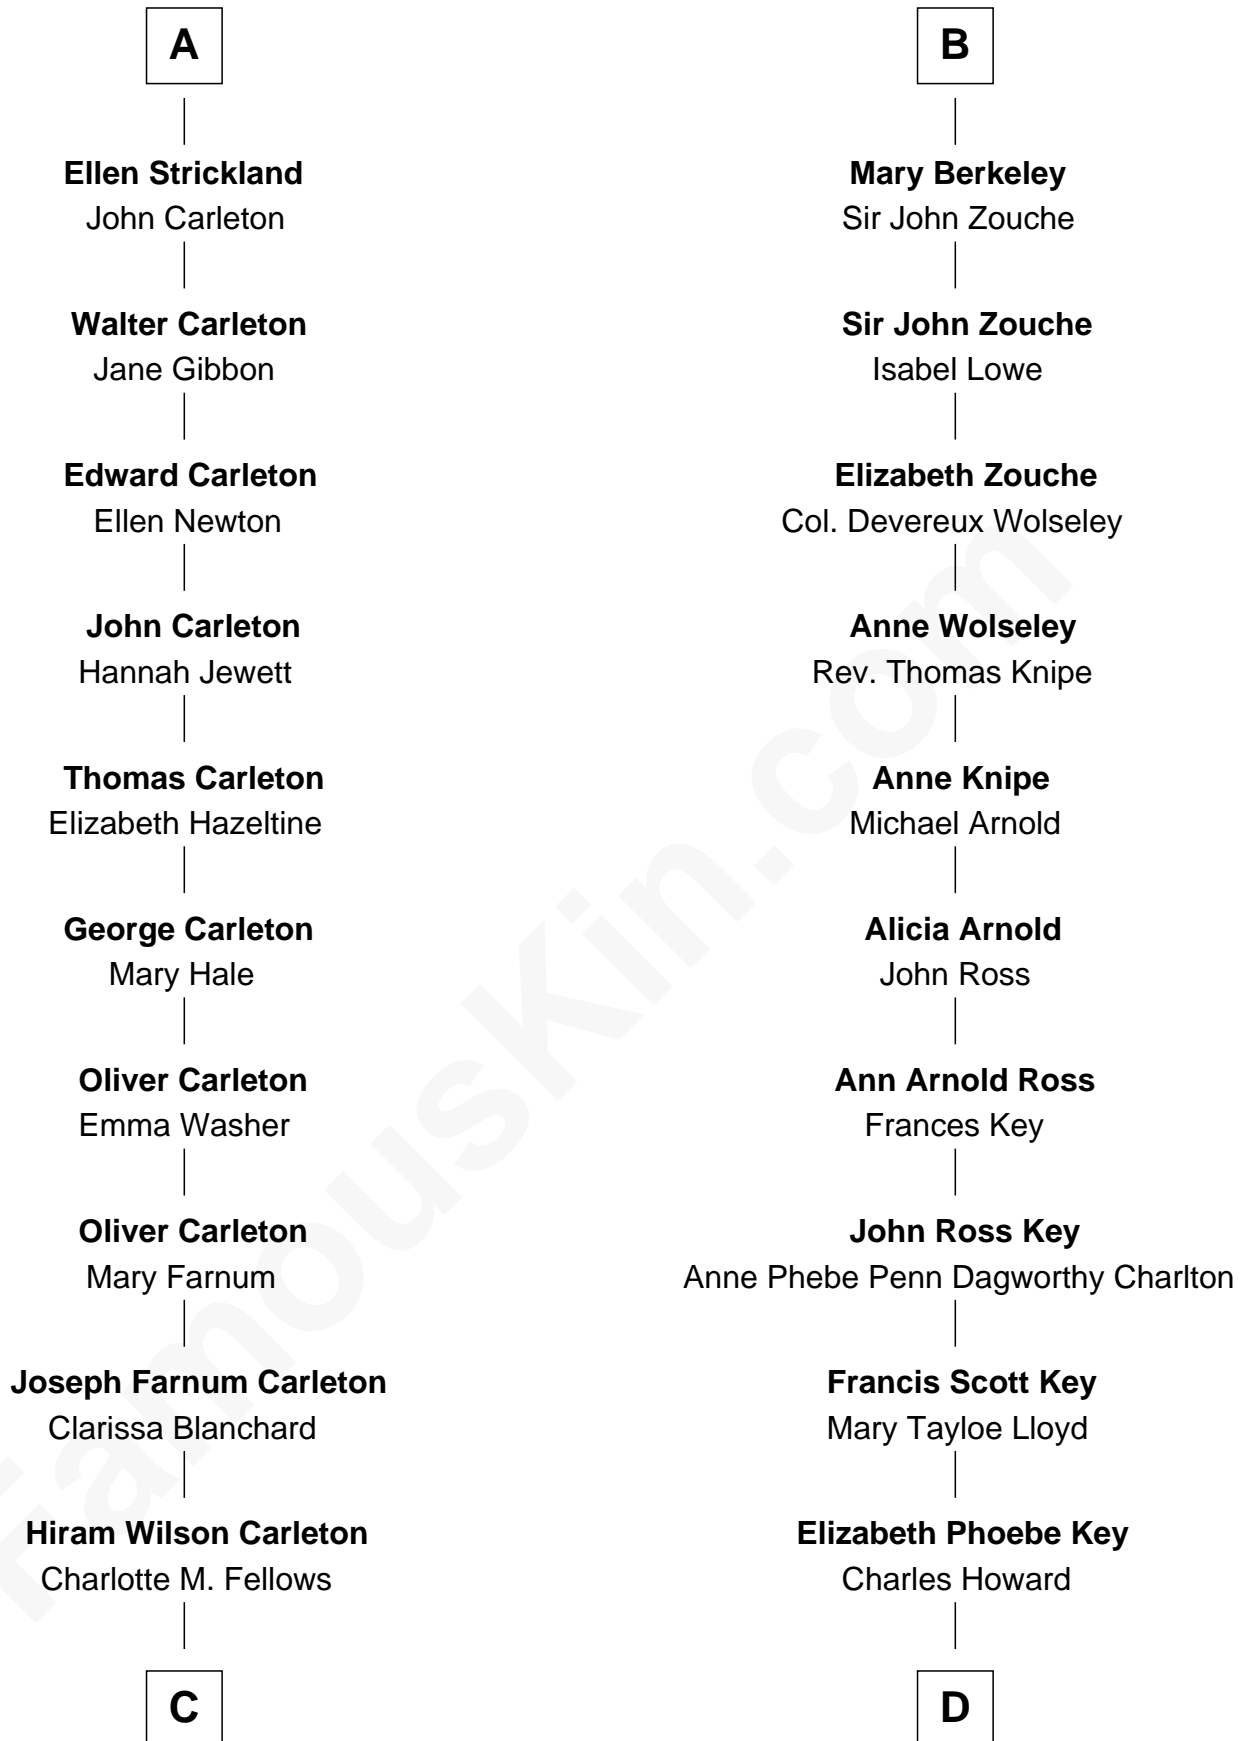 A
Ellen Strickland
John Carleton
Walter Carleton
Jane Gibbon
Edward Carleton
Ellen Newton
John Carleton
Hannah Jewett
Thomas Carleton
Elizabeth Hazeltine
George Carleton
Mary Hale
Oliver Carleton
Emma Washer
Oliver Carleton
Mary Farnum
Joseph Farnum Carleton
Clarissa Blanchard
Hiram Wilson Carleton
Charlotte M. Fellows
C
B
Mary Berkeley
Sir John Zouche
Sir John Zouche
Isabel Lowe
Elizabeth Zouche
Col. Devereux Wolseley
Anne Wolseley
Rev. Thomas Knipe
Anne Knipe
Michael Arnold
Alicia Arnold
John Ross
Ann Arnold Ross
Frances Key
John Ross Key
Anne Phebe Penn Dagworthy Charlton
Francis Scott Key
Mary Tayloe Lloyd
Elizabeth Phoebe Key
Charles Howard
D
FamousKin.com